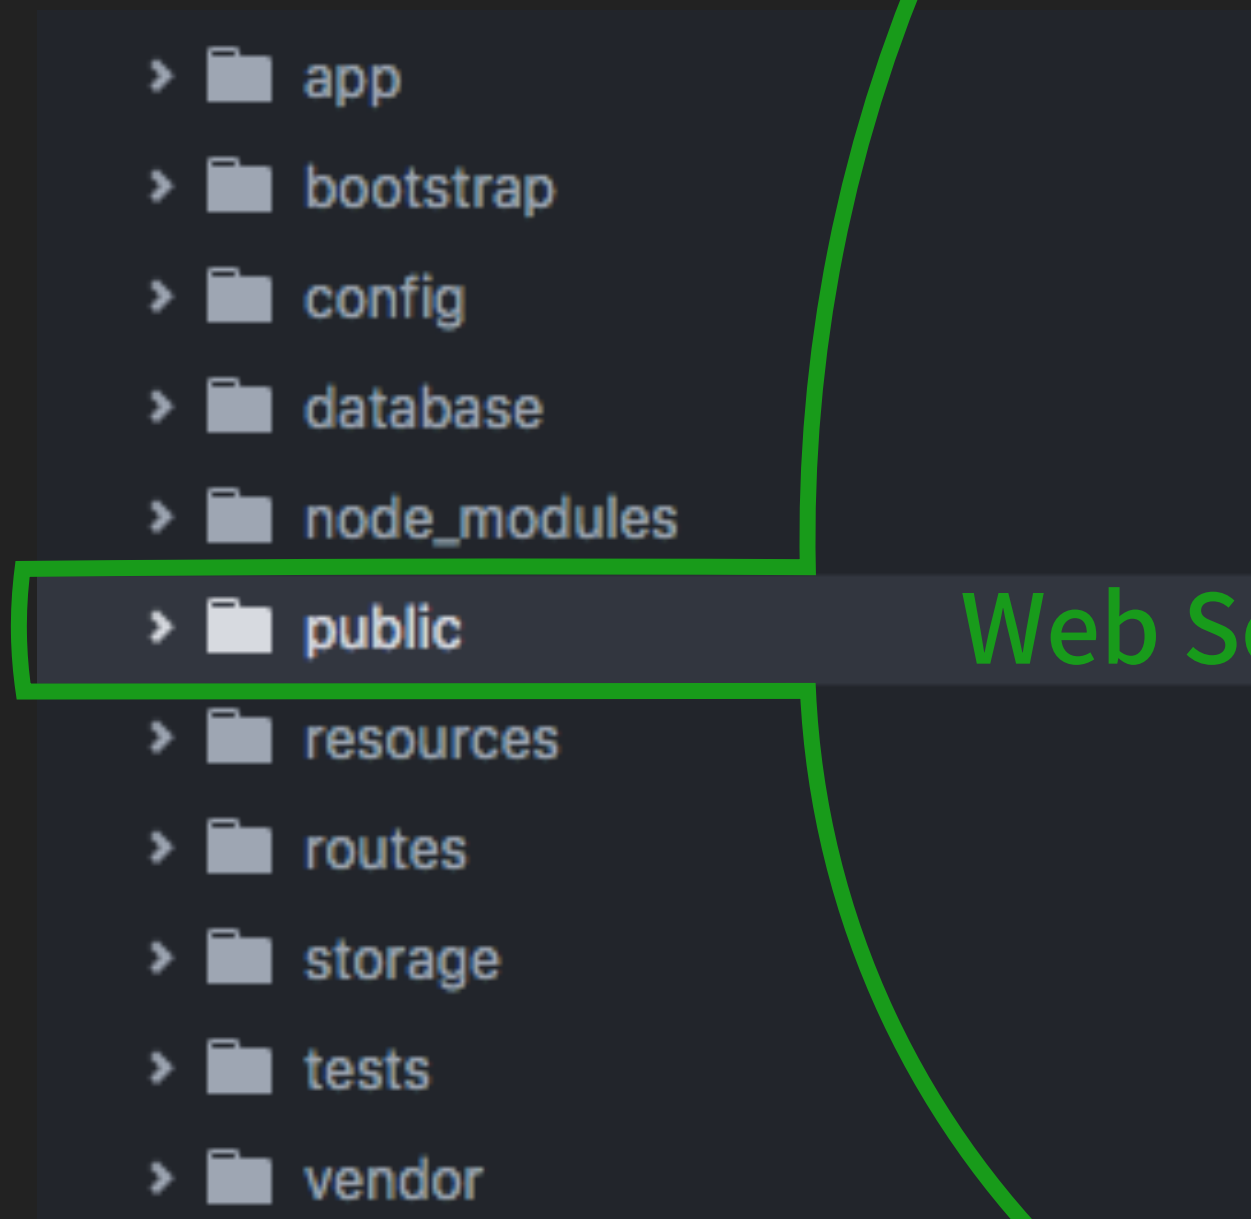 app
bootstrap
config
database
node_modules
public
Web
resources
routes
storage
tests
vendor